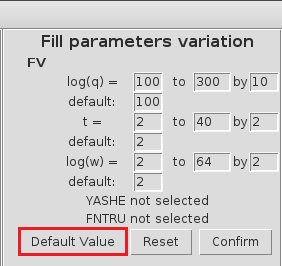 Fill parameters variation
FV
log(q) = 100 to 300 by 10
default: 100
t = 2 to 40 by 2
default: 2
log(w) = 2 to 64 by 2
default: 2
YASHE not selected
FNTRU not selected
Default Value Reset Confirm